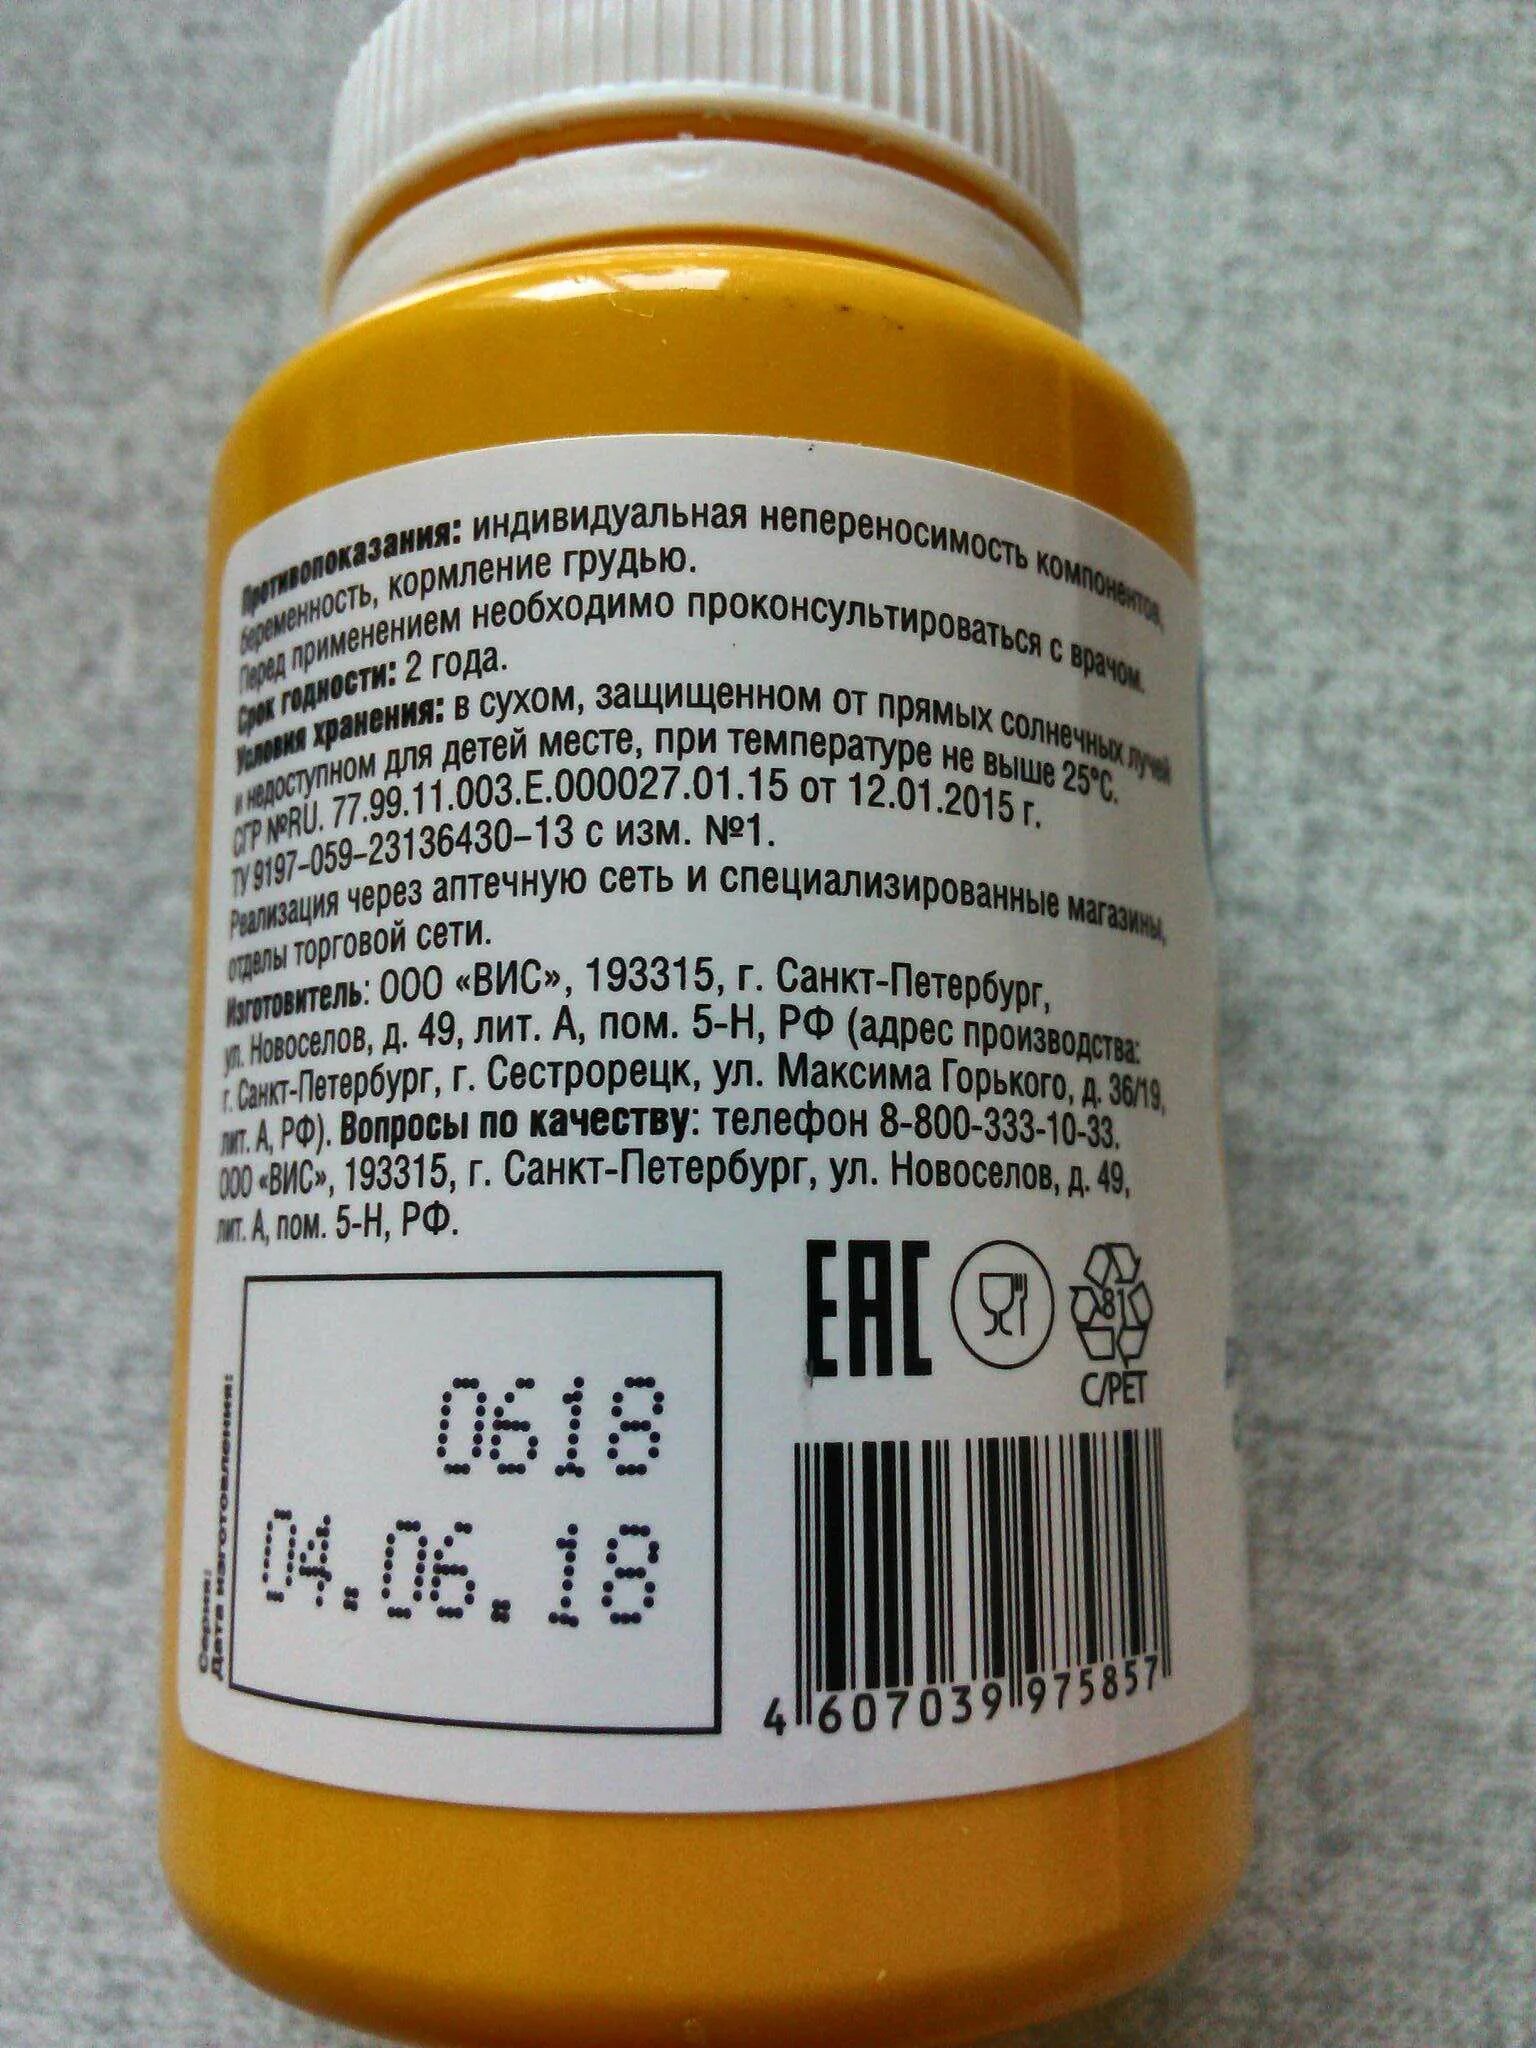 Противопоказания: индивидуальная непереносимость компонентов,
беременность, кормление грудью.
Перед применением необходимо проконсультироваться с врачом.
Срок годности: 2 года.
Условия хранения: в сухом, защищенном от прямых солнечных лучей
и недоступном для детей месте, при температуре не выше 25°С.
СГР №RU. 77.99.11.003.Е.000027.01.15 от 12.01.2015 г.
ТУ 9197–059–23136430–13 с изм. №1.
Реализация через аптечную сеть и специализированные магазины,
отделы торговой сети.
Изготовитель: ООО «ВИС», 193315, г. Санкт-Петербург,
ул. Новоселов, д. 49, лит. А, пом. 5-Н, РФ (адрес производства:
г. Санкт-Петербург, г. Сестрорецк, ул. Максима Горького, д. 36/19,
лит. А, РФ). Вопросы по качеству: телефон 8-800-333-10-33.
ООО «ВИС», 193315, г. Санкт-Петербург, ул. Новоселов, д. 49,
лит. А, пом. 5-Н, РФ.
Серия:
Дата изготовления:
0618
04.06.18
ЕАС
81
C/PET
4 607039 975857